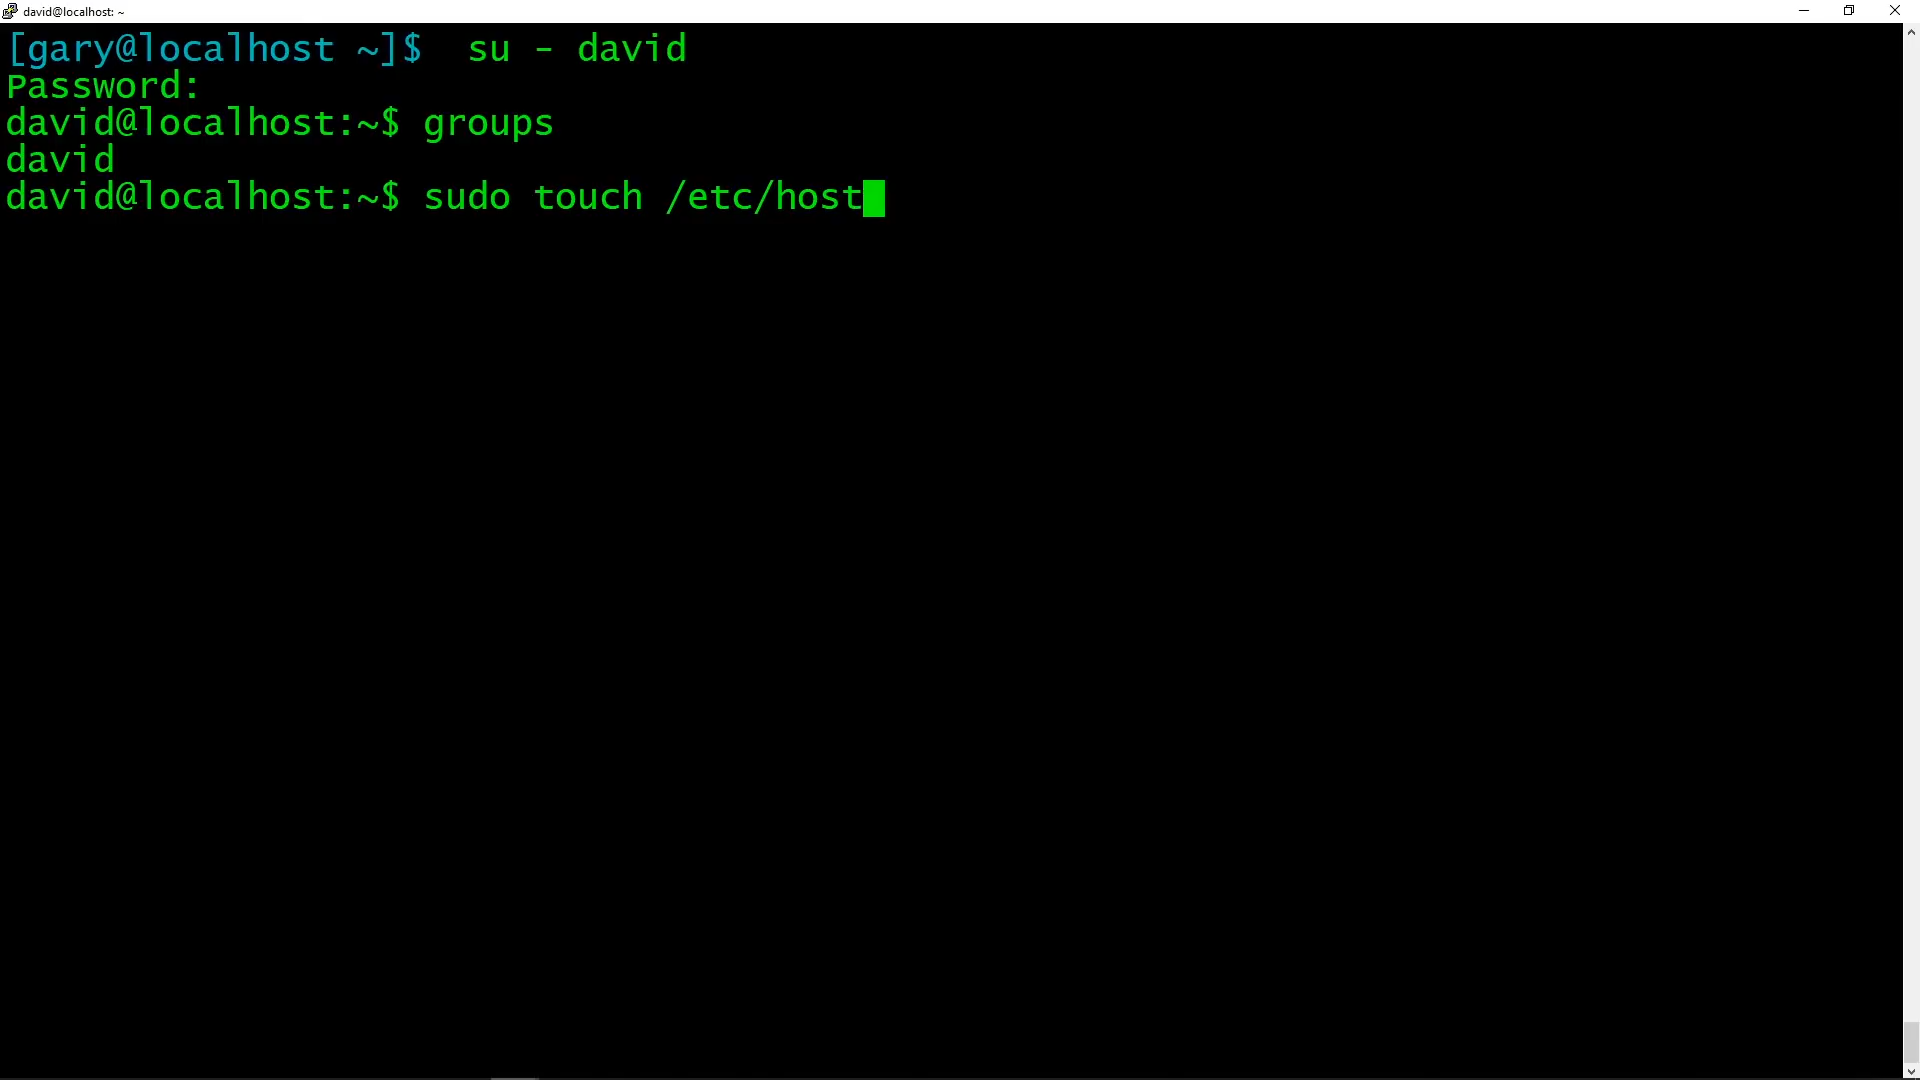 david@localhost: ~
[gary@localhost ~]$  su - david
Password:
david@localhost:~$ groups
david
david@localhost:~$ sudo touch /etc/host